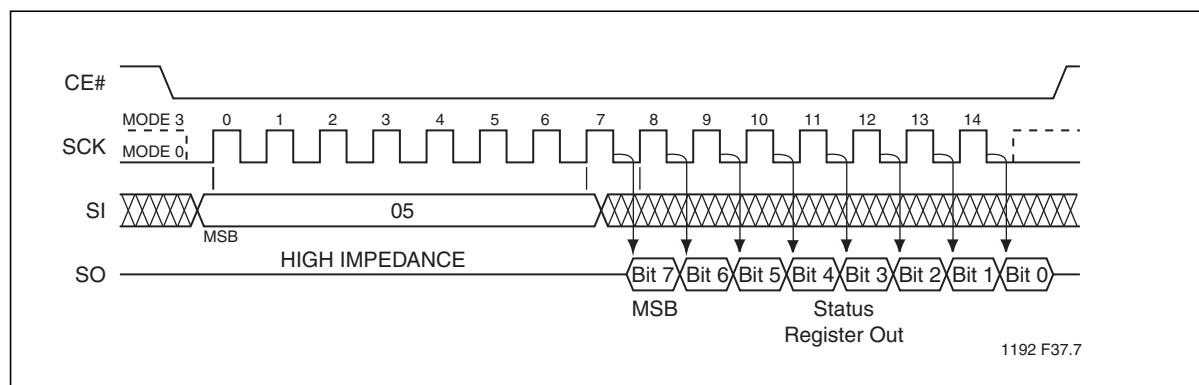 CE#
MODE 3 0 1 2 3 4 5 6 7 8 9 10 11 12 13 14
SCK MODE 0
SI 05
MSB
SO HIGH IMPEDANCE Bit 7 Bit 6 Bit 5 Bit 4 Bit 3 Bit 2 Bit 1 Bit 0
MSB Status
Register Out
1192 F37.7